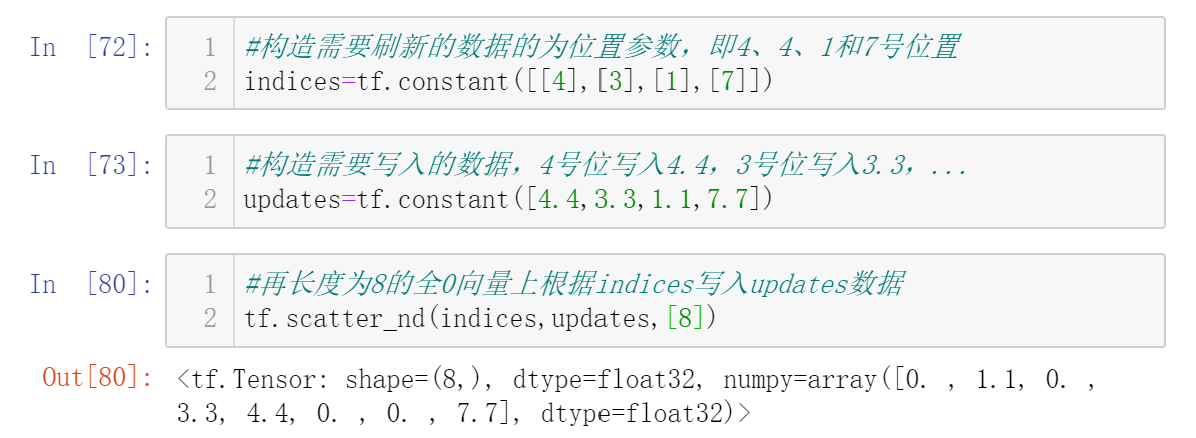 In [72]:
1 #构造需要刷新的数据的为位置参数，即4、4、1和7号位置
2 indices=tf.constant([[4],[3],[1],[7]])
In [73]:
1 #构造需要写入的数据，4号位写入4.4，3号位写入3.3，...
2 updates=tf.constant([4.4,3.3,1.1,7.7])
In [80]:
1 #再长度为8的全0向量上根据indices写入updates数据
2 tf.scatter_nd(indices,updates,[8])
Out[80]: <tf.Tensor: shape=(8,), dtype=float32, numpy=array([0. , 1.1, 0. ,
3.3, 4.4, 0. , 0. , 7.7], dtype=float32)>